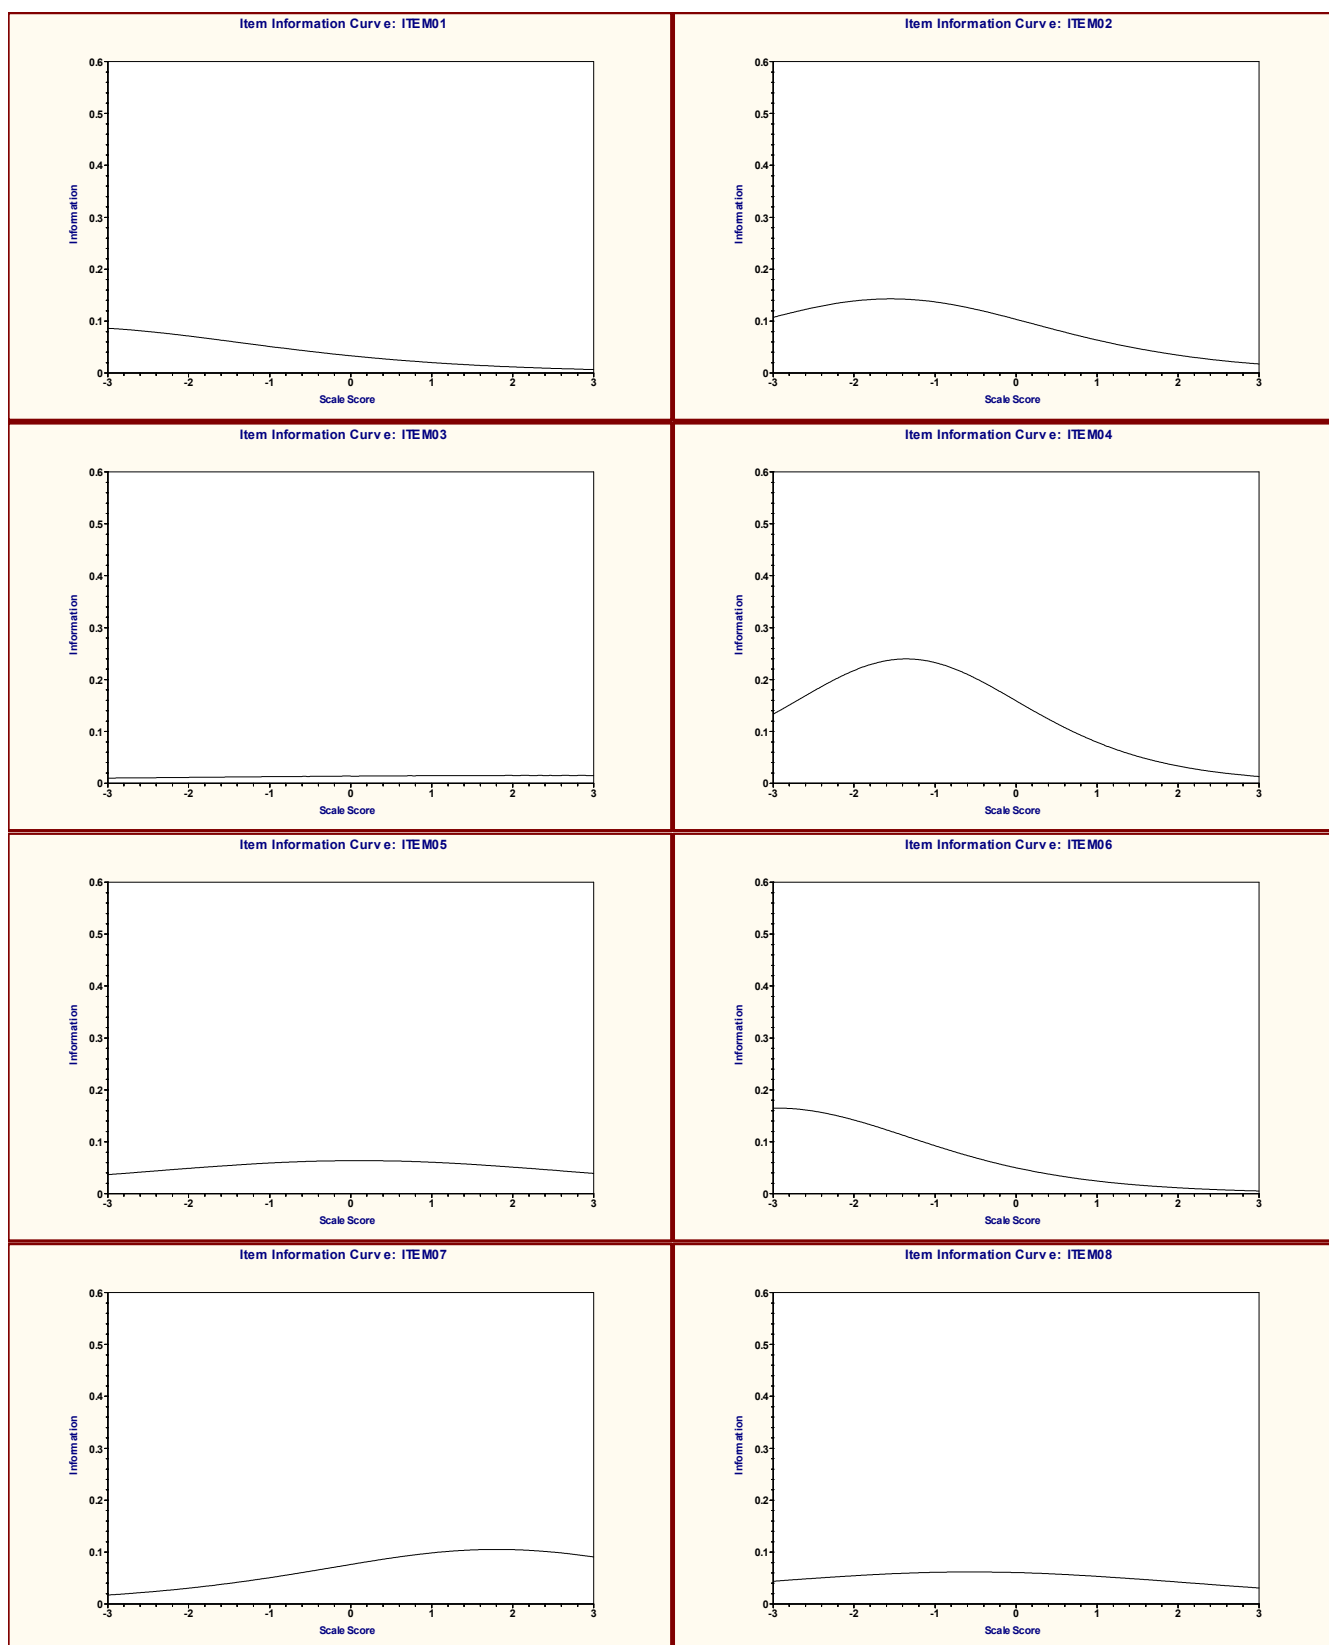 Item Information Curve: ITEM01
0.6
0.5
0.4
0.3
0.2
0.1
0
Information
-3 -2 -1 0 1 2 3
Scale Score
Item Information Curve: ITEM02
0.6
0.5
0.4
0.3
0.2
0.1
0
Information
-3 -2 -1 0 1 2 3
Scale Score
Item Information Curve: ITEM03
0.6
0.5
0.4
0.3
0.2
0.1
0
Information
-3 -2 -1 0 1 2 3
Scale Score
Item Information Curve: ITEM04
0.6
0.5
0.4
0.3
0.2
0.1
0
Information
-3 -2 -1 0 1 2 3
Scale Score
Item Information Curve: ITEM05
0.6
0.5
0.4
0.3
0.2
0.1
0
Information
-3 -2 -1 0 1 2 3
Scale Score
Item Information Curve: ITEM06
0.6
0.5
0.4
0.3
0.2
0.1
0
Information
-3 -2 -1 0 1 2 3
Scale Score
Item Information Curve: ITEM07
0.6
0.5
0.4
0.3
0.2
0.1
0
Information
-3 -2 -1 0 1 2 3
Scale Score
Item Information Curve: ITEM08
0.6
0.5
0.4
0.3
0.2
0.1
0
Information
-3 -2 -1 0 1 2 3
Scale Score